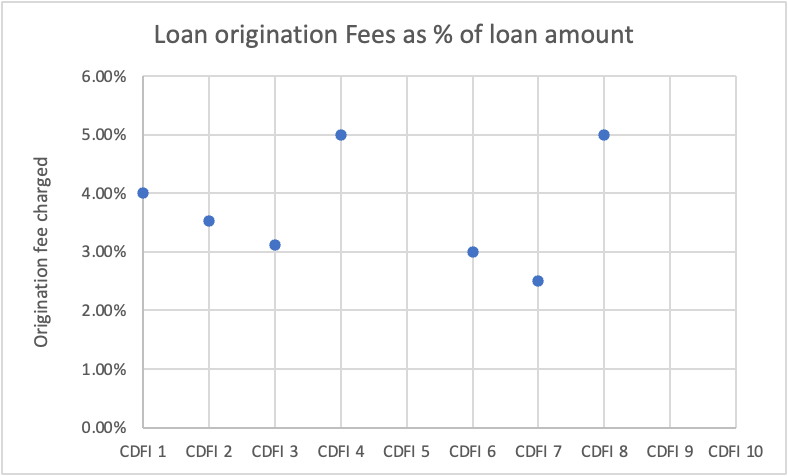 Loan origination Fees as % of loan amount
6.00%
5.00%
4.00%
3.00%
2.00%
1.00%
0.00%
Origination fee charged
CDFI 1 CDFI 2 CDFI 3 CDFI 4 CDFI 5 CDFI 6 CDFI 7 CDFI 8 CDFI 9 CDFI 10